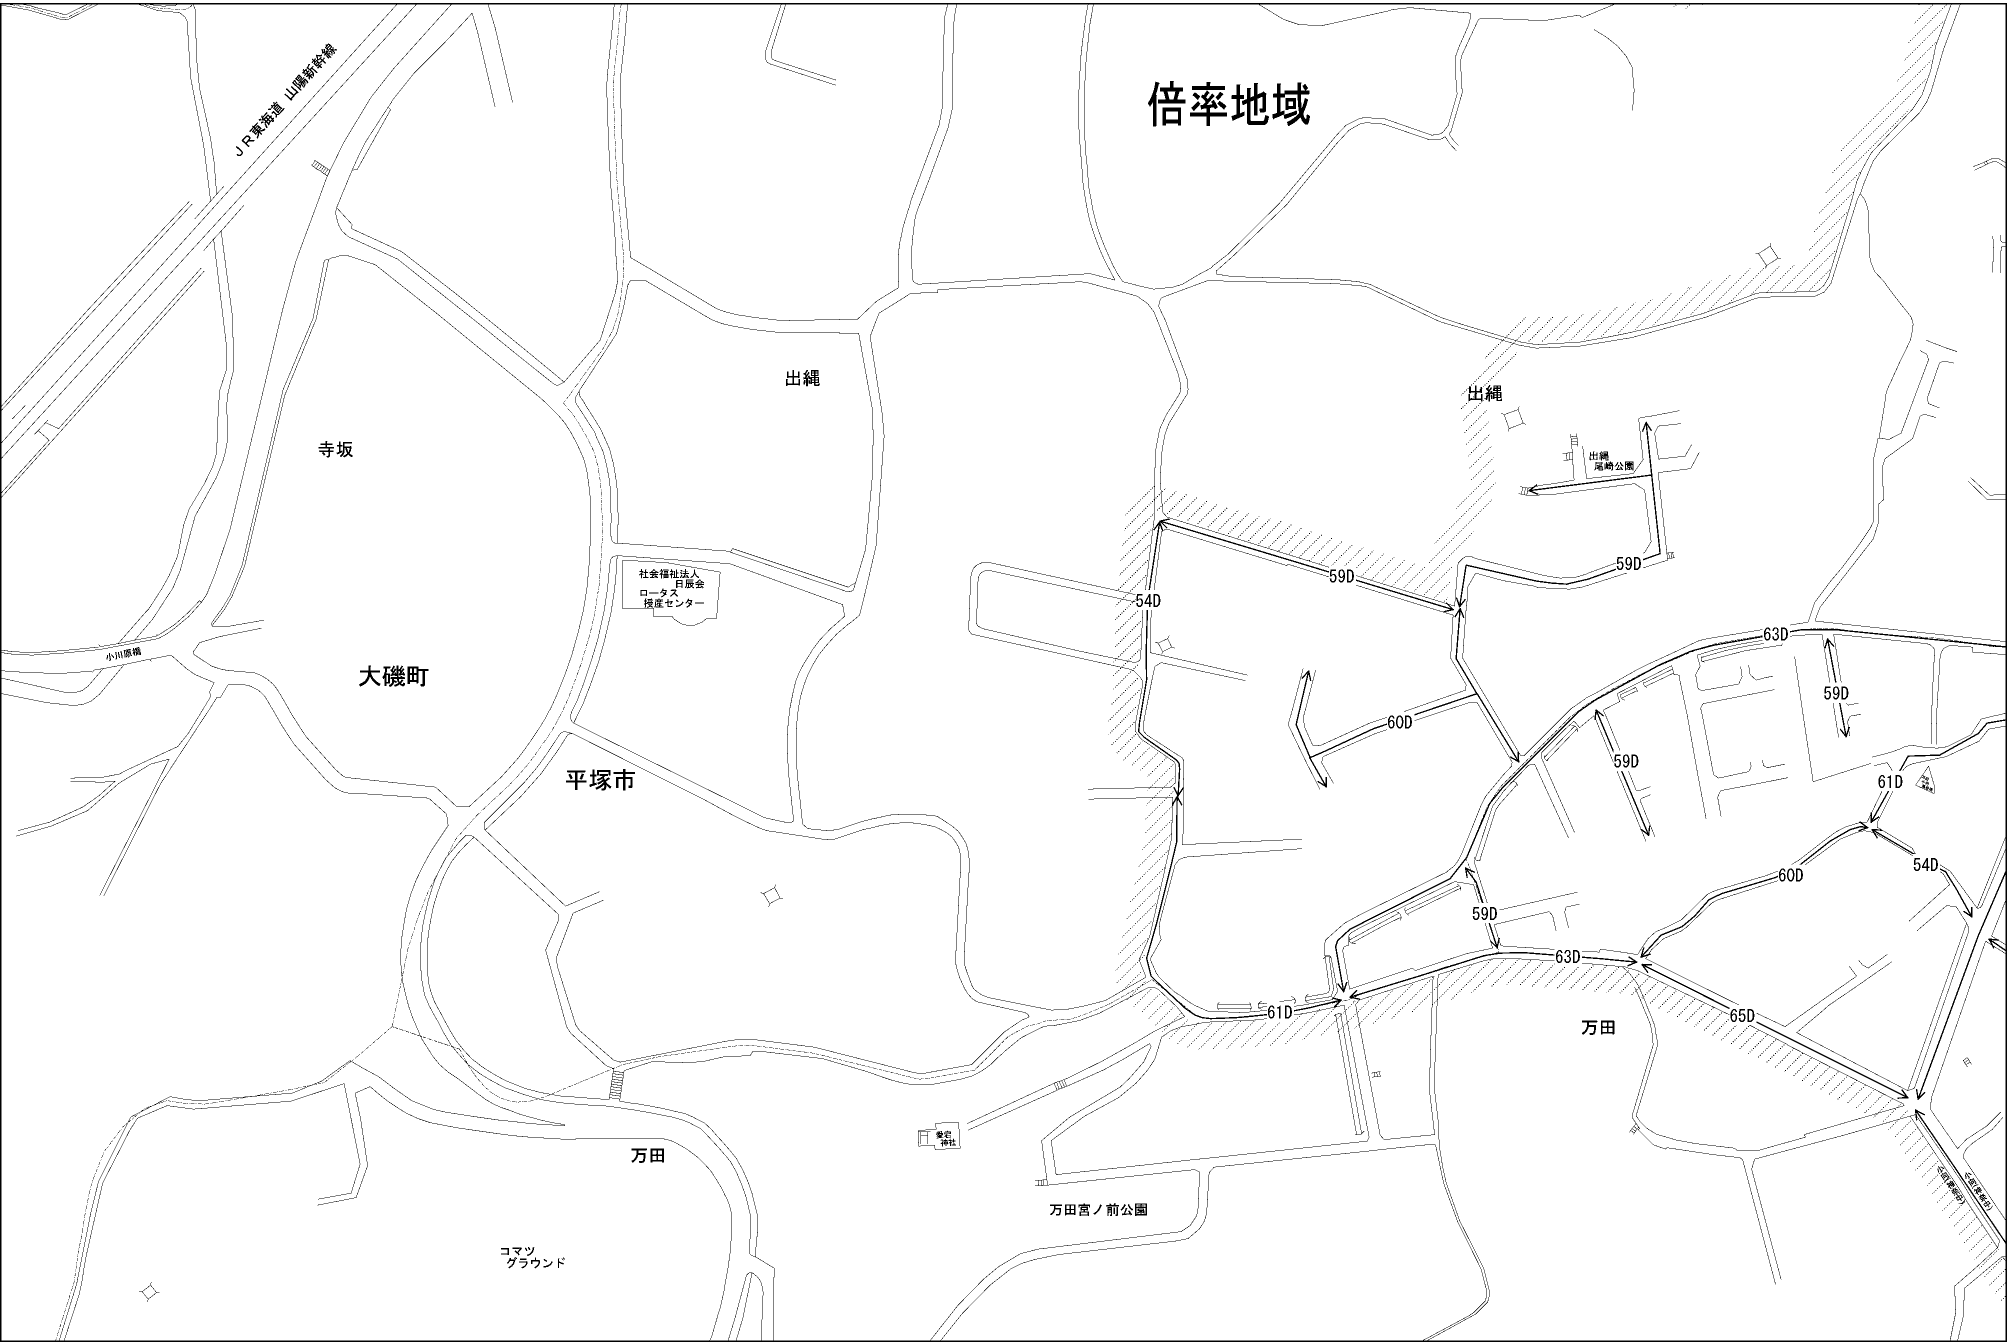 JR東海道 山陽新幹線
倍率地域
出縄
出縄
寺坂
出縄
尾崎公園
59D
社会福祉法人
日辰会
ロータス
授産センター
59D
54D
63D
小川原橋
大磯町
59D
60D
59D
平塚市
61D
54D
60D
59D
63D
61D
65D
万田
愛宕
神社
万田
万田宮ノ前公園
コマツ
グラウンド